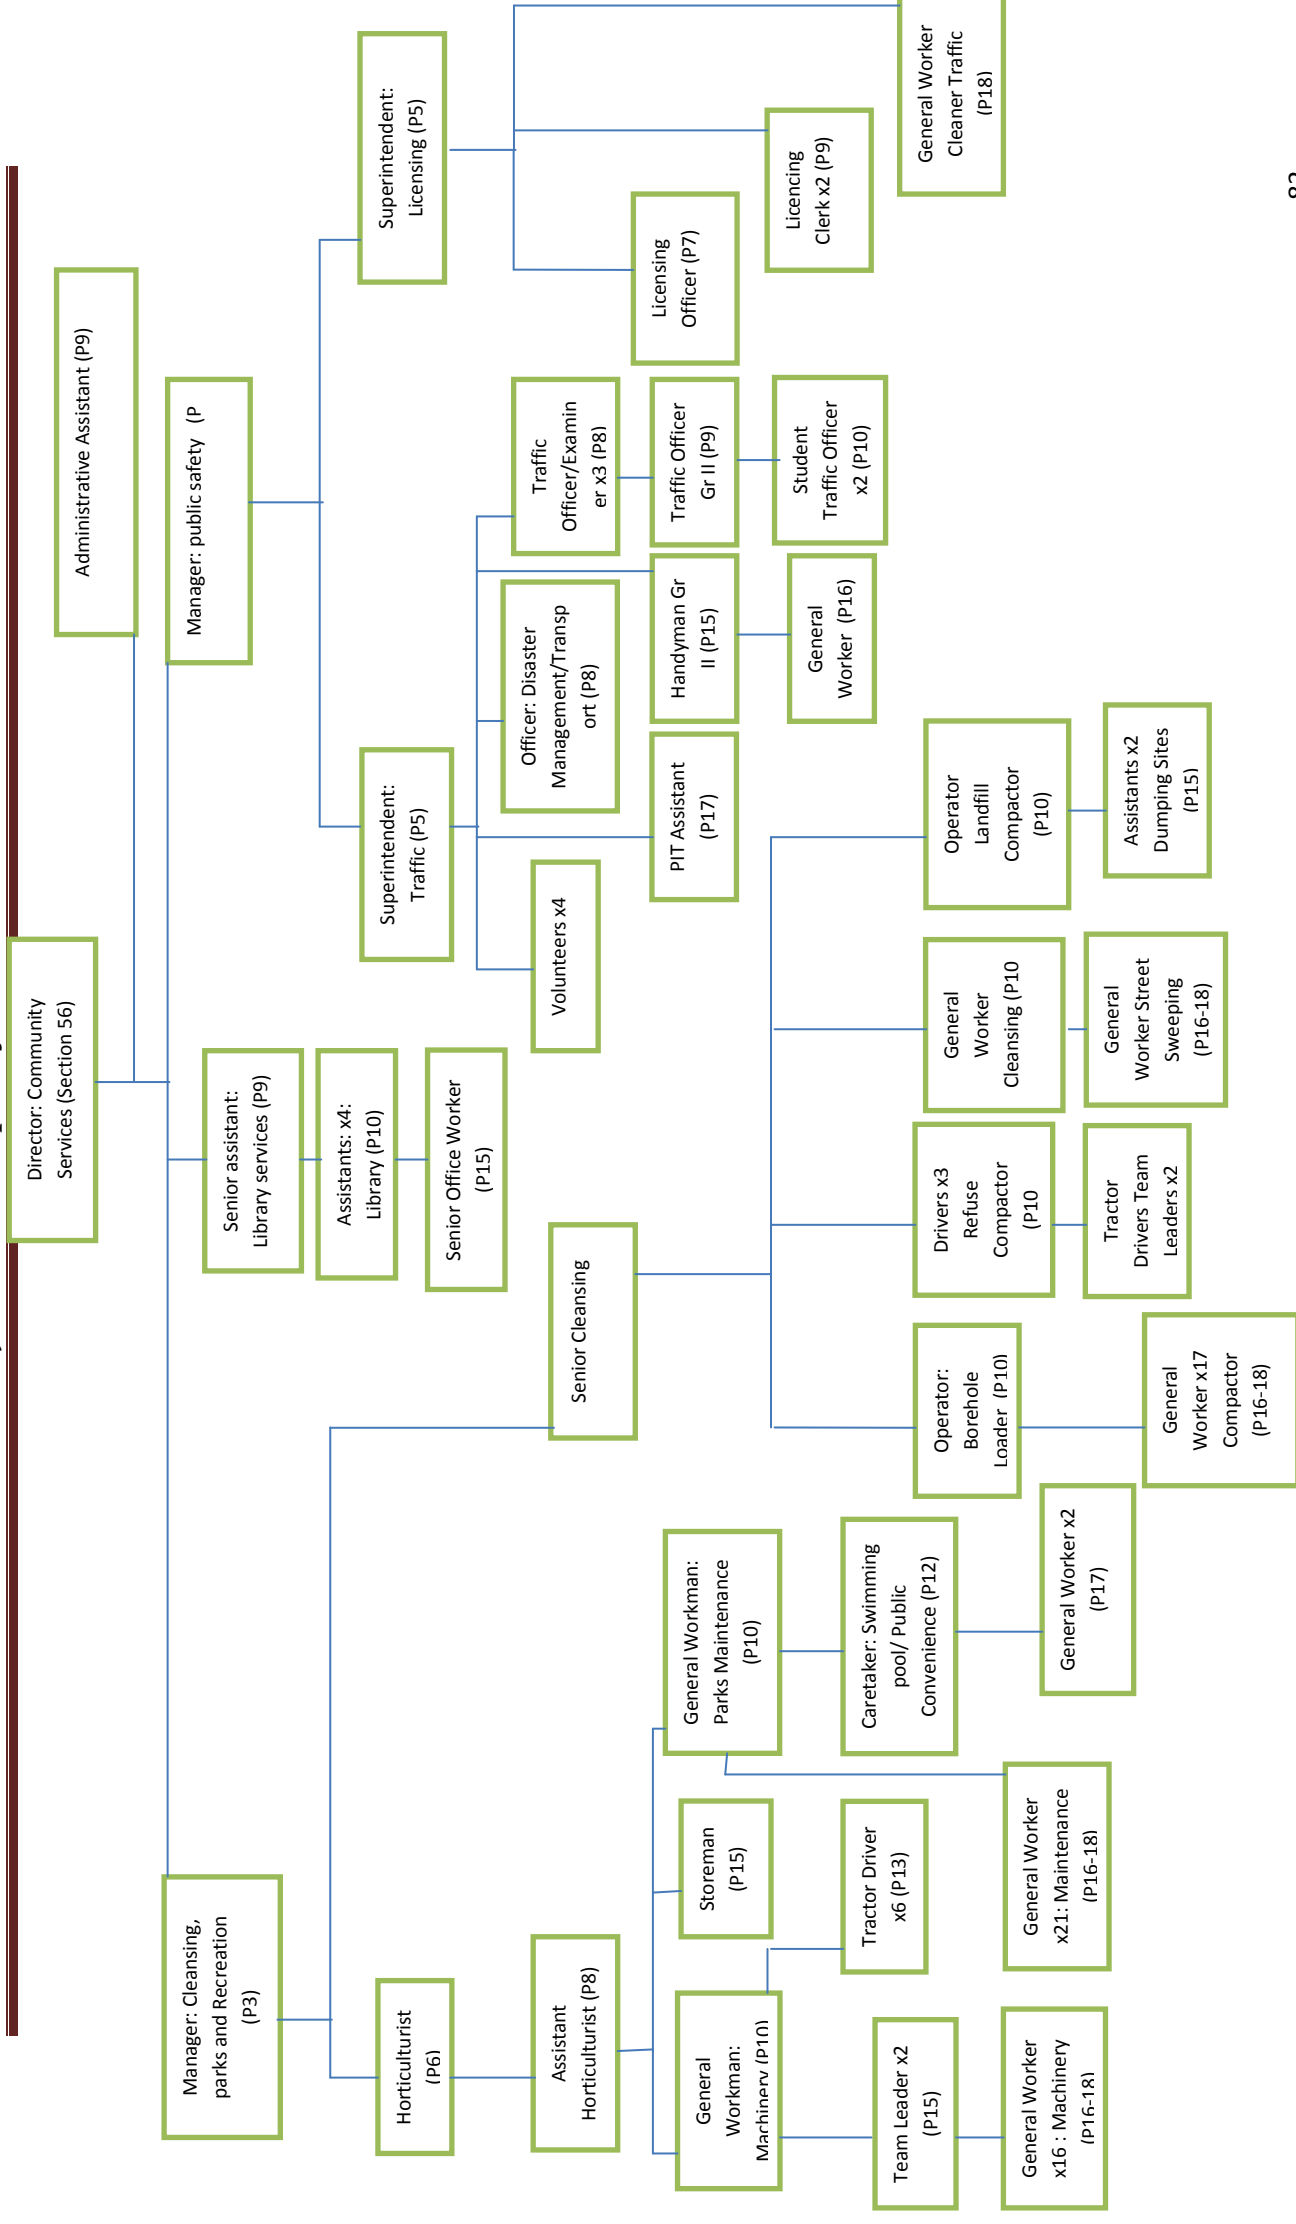 Director: Community
Services (Section 56)
Administrative Assistant (P9)
Manager: Cleansing,
parks and Recreation
(P3)
Senior assistant:
Library services (P9)
Assistants: x4:
Library (P10)
Senior Office Worker
(P15)
Manager: public safety (P
Horticulturist
(P6)
Superintendent:
Traffic (P5)
Superintendent:
Licensing (P5)
Assistant
Horticulturist (P8)
Senior Cleansing
Volunteers x4
Officer: Disaster
Management/Transp
ort (P8)
Traffic
Officer/Examin
er x3 (P8)
PIT Assistant
(P17)
Handyman Gr
II (P15)
Traffic Officer
Gr II (P9)
Licensing
Officer (P7)
General
Worker (P16)
Student
Traffic Officer
x2 (P10)
Licencing
Clerk x2 (P9)
General Worker
Cleaner Traffic
(P18)
General
Workman:
Machinery (P10)
Storeman
(P15)
General Workman:
Parks Maintenance
(P10)
Tractor Driver
x6 (P13)
Caretaker: Swimming
pool/ Public
Convenience (P12)
Team Leader x2
(P15)
General Worker
x16 : Machinery
(P16-18)
General Worker
x21: Maintenance
(P16-18)
General Worker x2
(P17)
Operator:
Borehole
Loader (P10)
Drivers x3
Refuse
Compactor
(P10
General
Worker
Cleansing (P10
Operator
Landfill
Compactor
(P10)
General
Worker x17
Compactor
(P16-18)
Tractor
Drivers Team
Leaders x2
General
Worker Street
Sweeping
(P16-18)
Assistants x2
Dumping Sites
(P15)